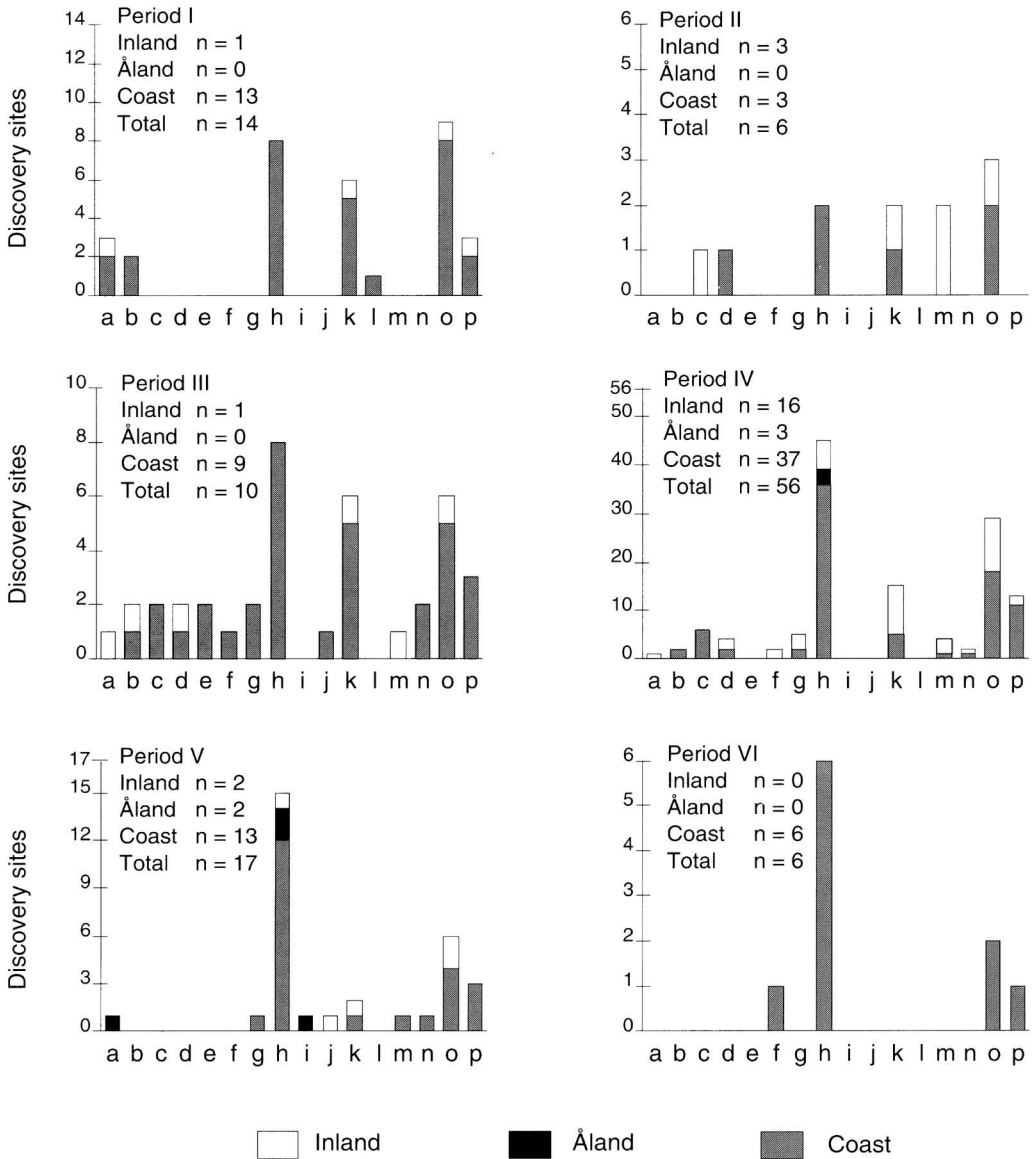 Period I
Inland n = 1
Åland n = 0
Coast n = 13
Total n = 14
Discovery sites
14
12
10
8
6
4
2
0
a b c d e f g h i j k l m n o p
Period II
Inland n = 3
Åland n = 0
Coast n = 3
Total n = 6
6
5
4
3
2
1
0
a b c d e f g h i j k l m n o p
Period III
Inland n = 1
Åland n = 0
Coast n = 9
Total n = 10
Discovery sites
10
8
6
4
2
0
a b c d e f g h i j k l m n o p
Period IV
Inland n = 16
Åland n = 3
Coast n = 37
Total n = 56
56
50
40
30
20
10
0
a b c d e f g h i j k l m n o p
Period V
Inland n = 2
Åland n = 2
Coast n = 13
Total n = 17
Discovery sites
17
15
12
9
6
3
0
a b c d e f g h i j k l m n o p
Period VI
Inland n = 0
Åland n = 0
Coast n = 6
Total n = 6
6
5
4
3
2
1
0
a b c d e f g h i j k l m n o p
Inland Åland Coast